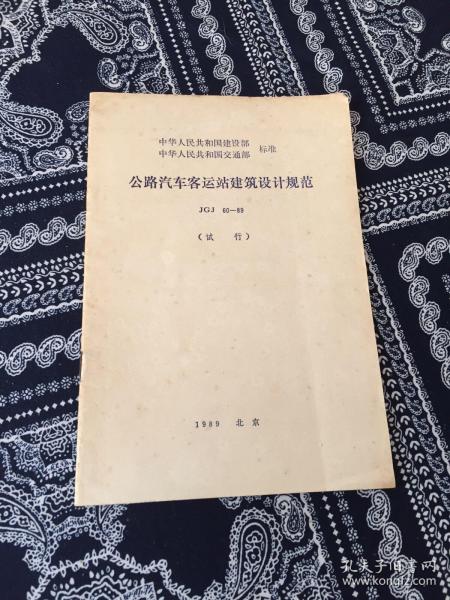 中华人民共和国建设部
中华人民共和国交通部 标准
公路汽车客运站建筑设计规范
JGJ 60—89
（试 行）
1989 北京
孔夫子旧书网
www.kongfz.com